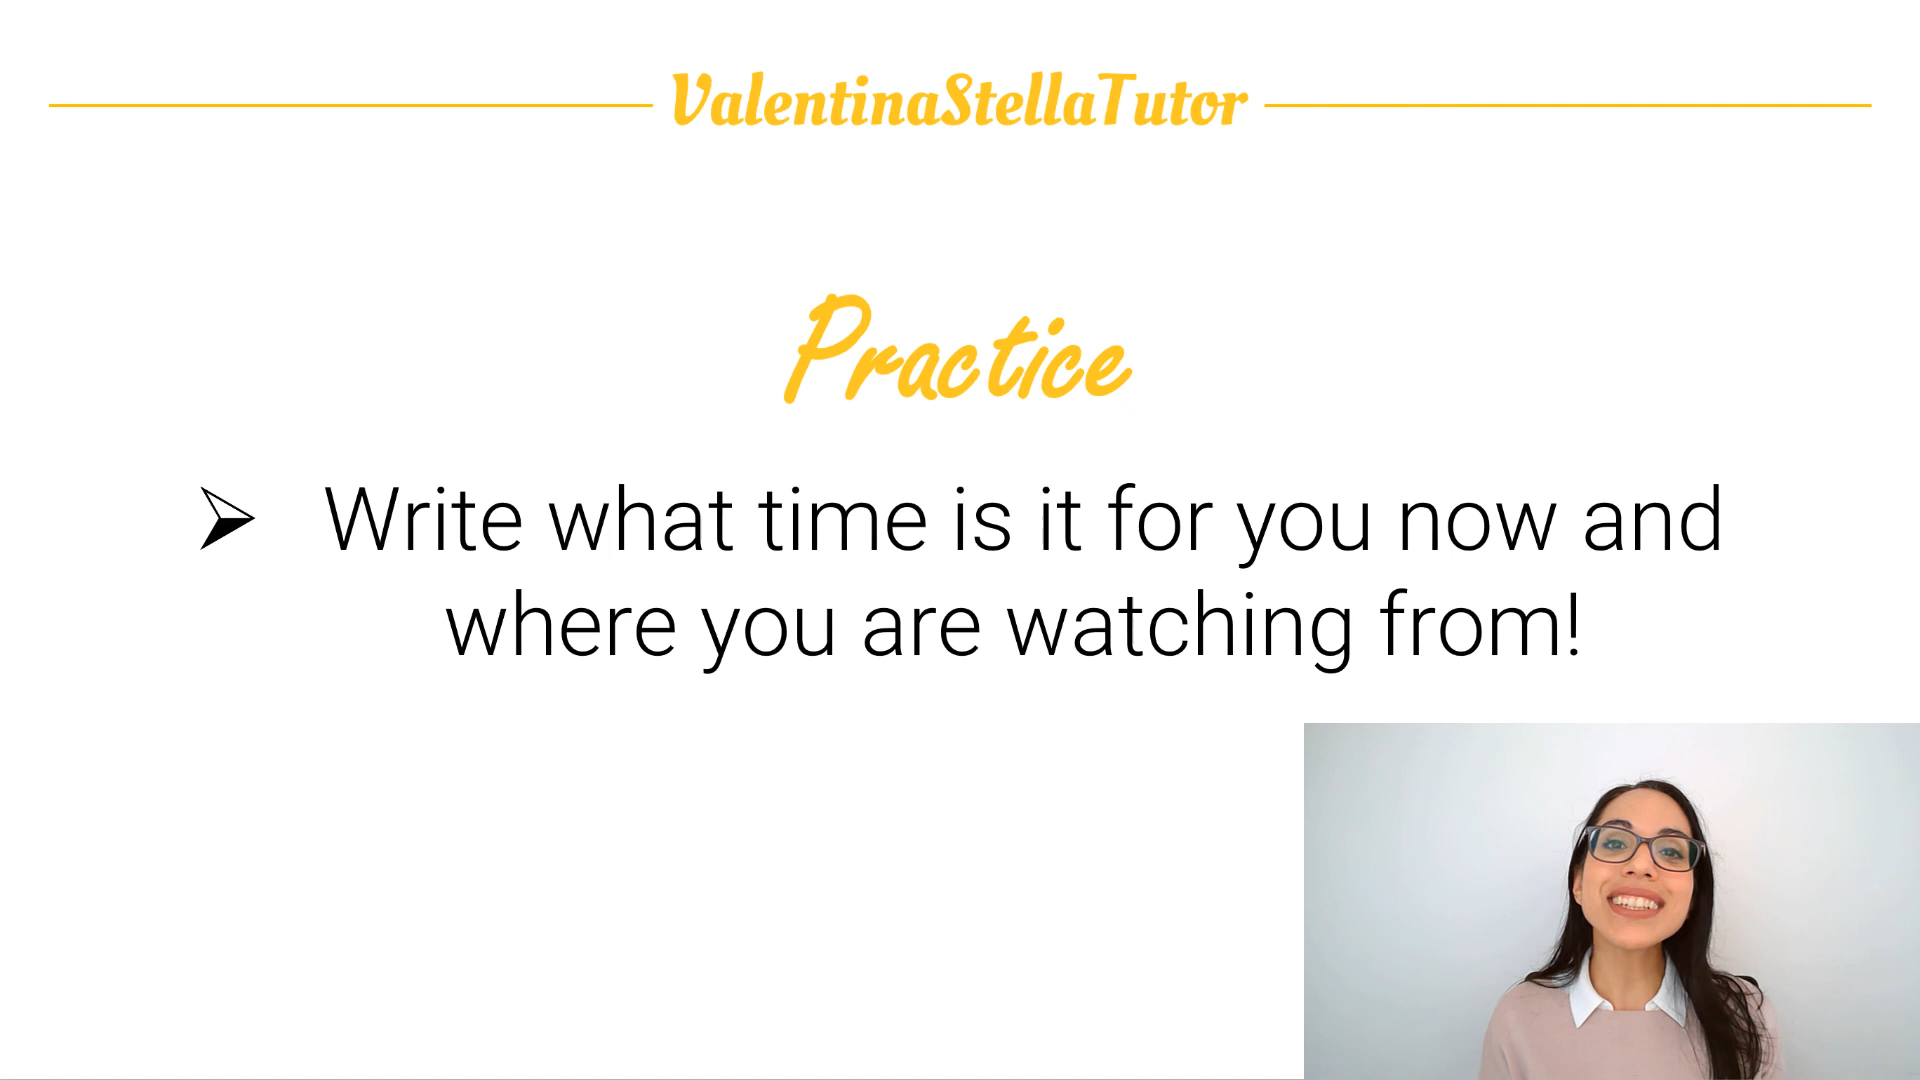 ValentinaStellaTutor
Practice
Write what time is it for you now and
where you are watching from!